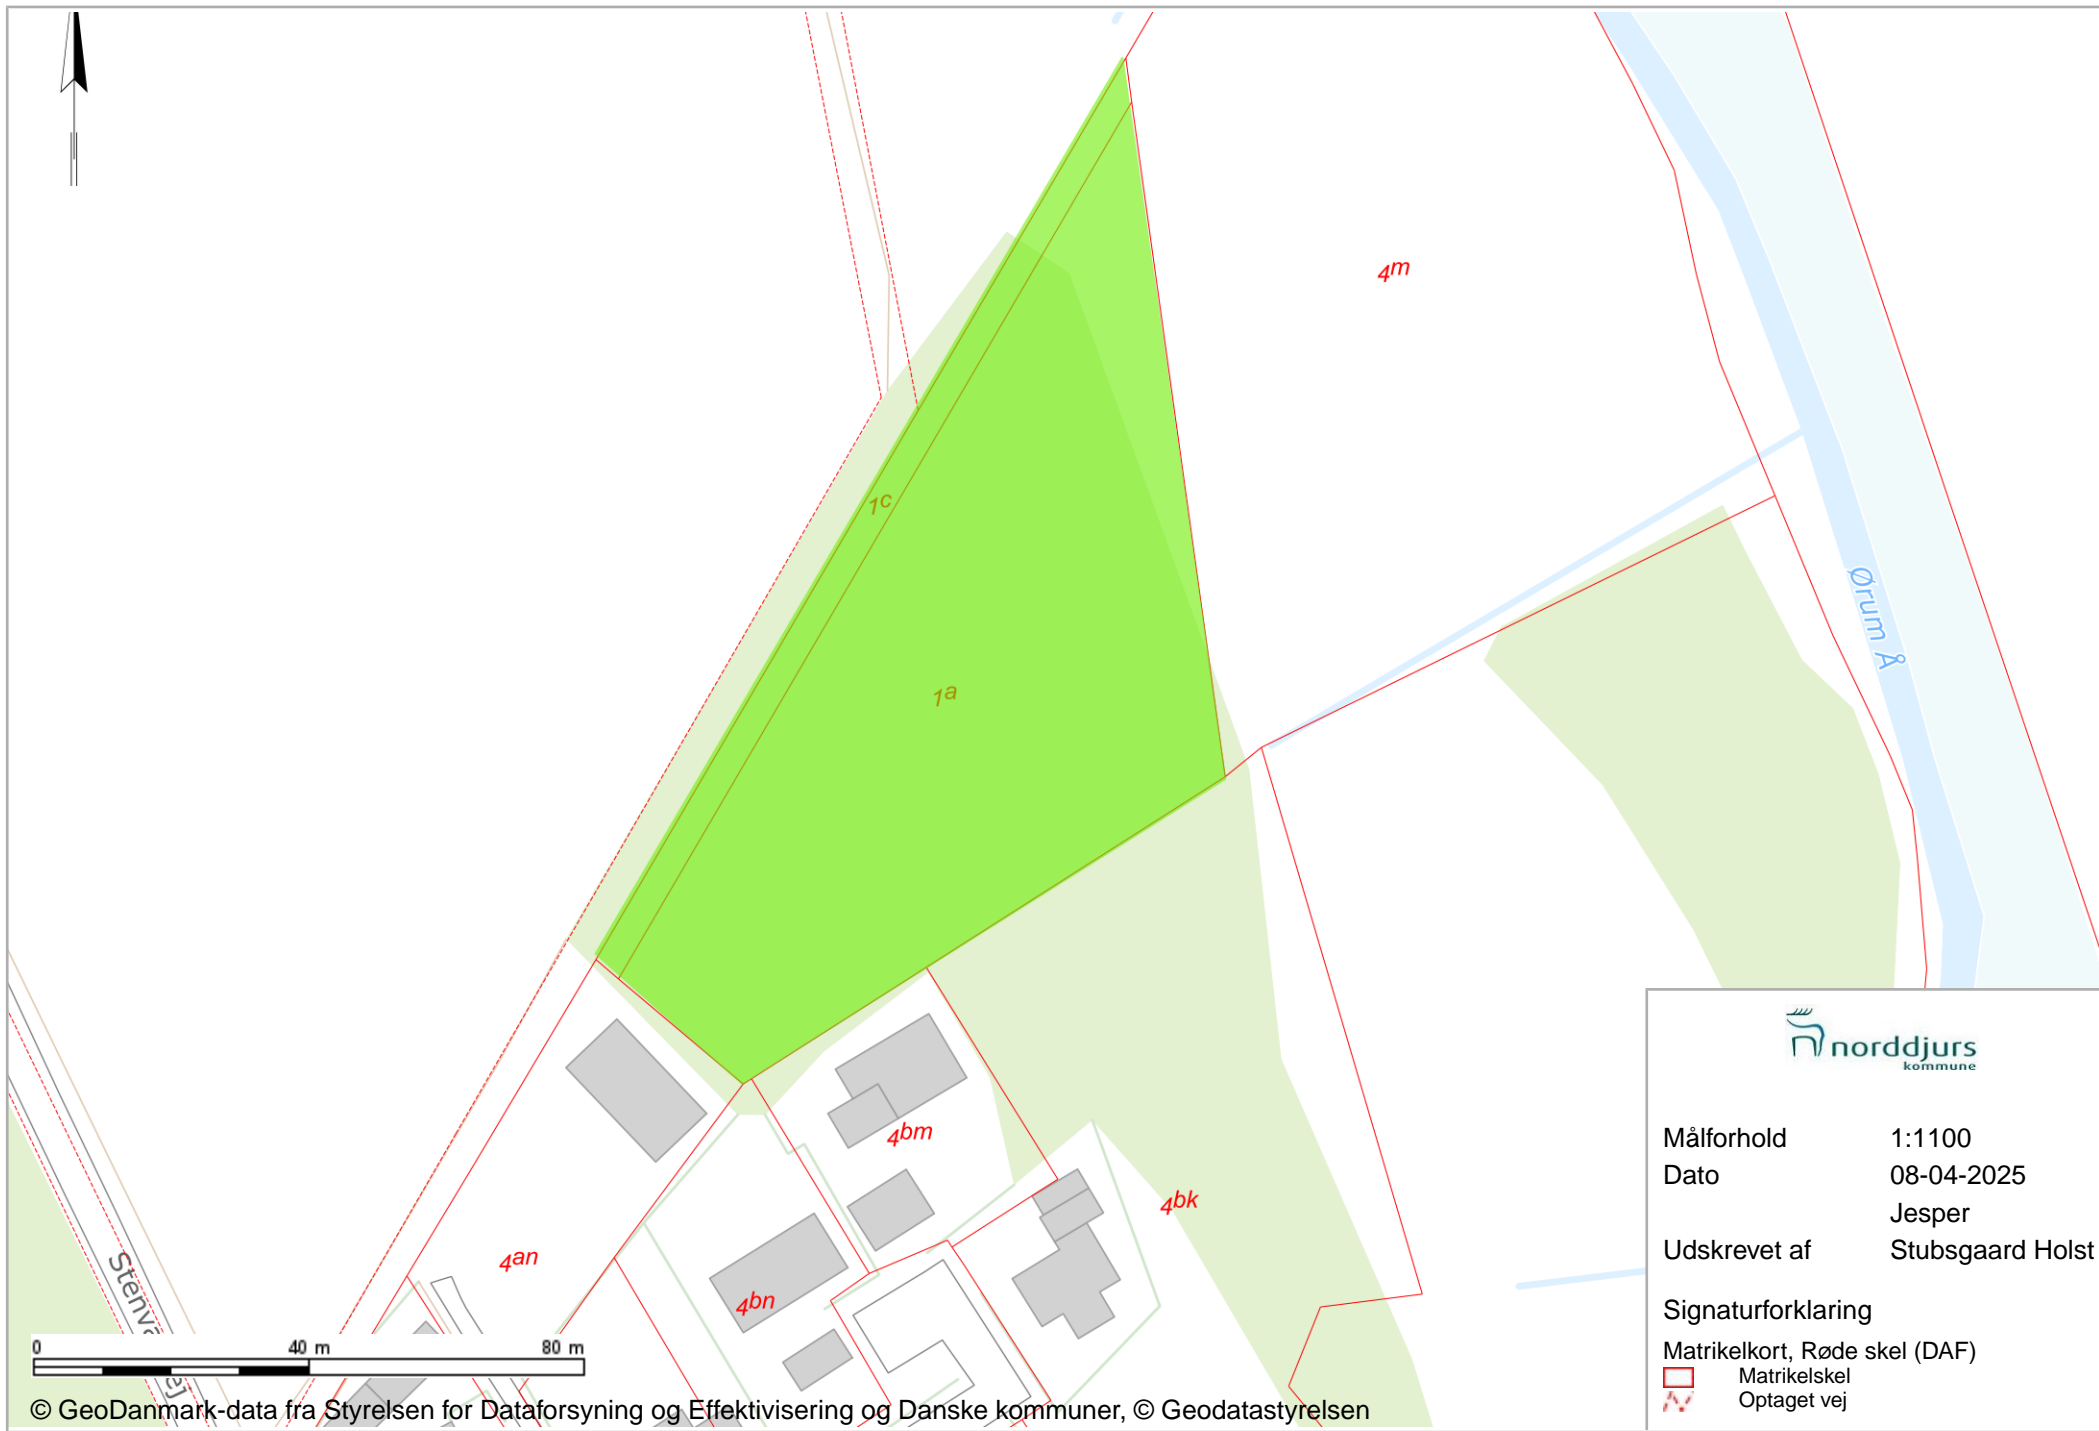 4m
1c
1a
Ørum Å
4bm
4bk
4an
4bn
Stenv
ej
0 40 m 80 m
© GeoDanmark-data fra Styrelsen for Dataforsyning og Effektivisering og Danske kommuner, © Geodatastyrelsen
norddjurs
kommune
Målforhold 1:1100
Dato 08-04-2025
Jesper
Udskrevet af Stubsgaard Holst
Signaturforklaring
Matrikelkort, Røde skel (DAF)
Matrikelskel
Optaget vej